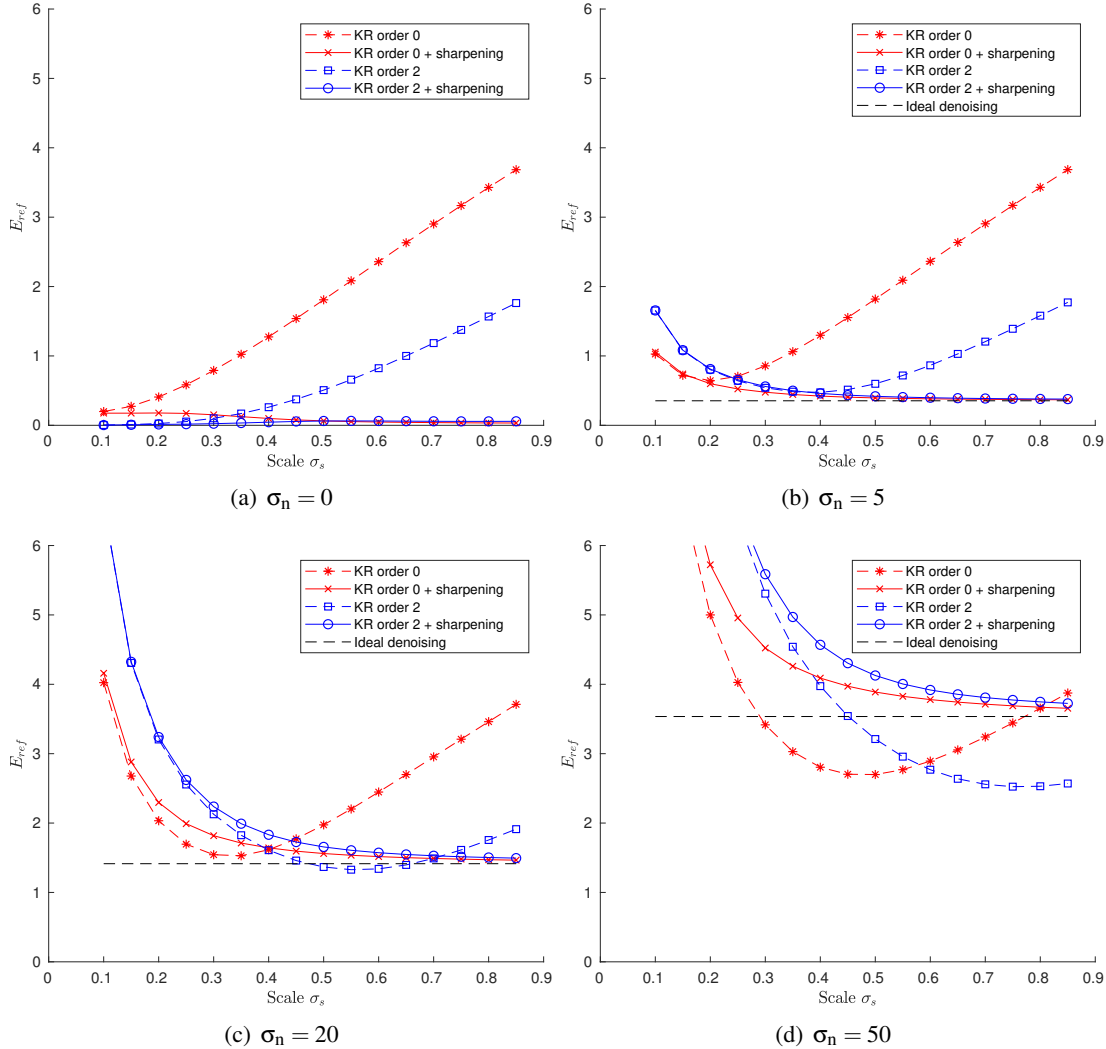 6
5
4
3
2
1
0
E_ref
0 0.1 0.2 0.3 0.4 0.5 0.6 0.7 0.8 0.9
Scale σ_s
KR order 0
KR order 0 + sharpening
KR order 2
KR order 2 + sharpening
(a) σ_n = 0
6
5
4
3
2
1
0
E_ref
0 0.1 0.2 0.3 0.4 0.5 0.6 0.7 0.8 0.9
Scale σ_s
KR order 0
KR order 0 + sharpening
KR order 2
KR order 2 + sharpening
Ideal denoising
(b) σ_n = 5
6
5
4
3
2
1
0
E_ref
0 0.1 0.2 0.3 0.4 0.5 0.6 0.7 0.8 0.9
Scale σ_s
KR order 0
KR order 0 + sharpening
KR order 2
KR order 2 + sharpening
Ideal denoising
(c) σ_n = 20
6
5
4
3
2
1
0
E_ref
0 0.1 0.2 0.3 0.4 0.5 0.6 0.7 0.8 0.9
Scale σ_s
KR order 0
KR order 0 + sharpening
KR order 2
KR order 2 + sharpening
Ideal denoising
(d) σ_n = 50